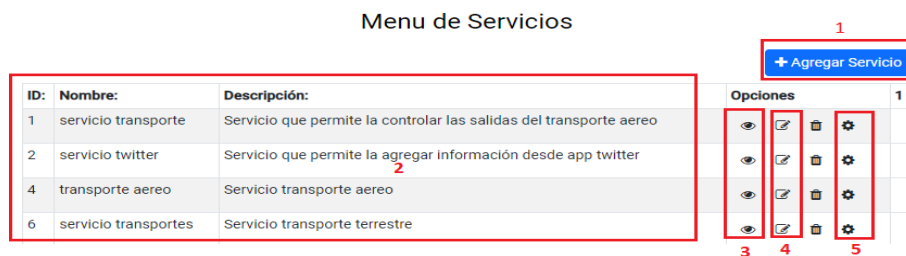 Menu de Servicios
1
+ Agregar Servicio
ID: Nombre: Descripción: Opciones 1
1 servicio transporte Servicio que permite la controlar las salidas del transporte aereo
2 servicio twitter Servicio que permite la agregar información desde app twitter
2
4 transporte aereo Servicio transporte aereo
6 servicio transportes Servicio transporte terrestre
3 4 5